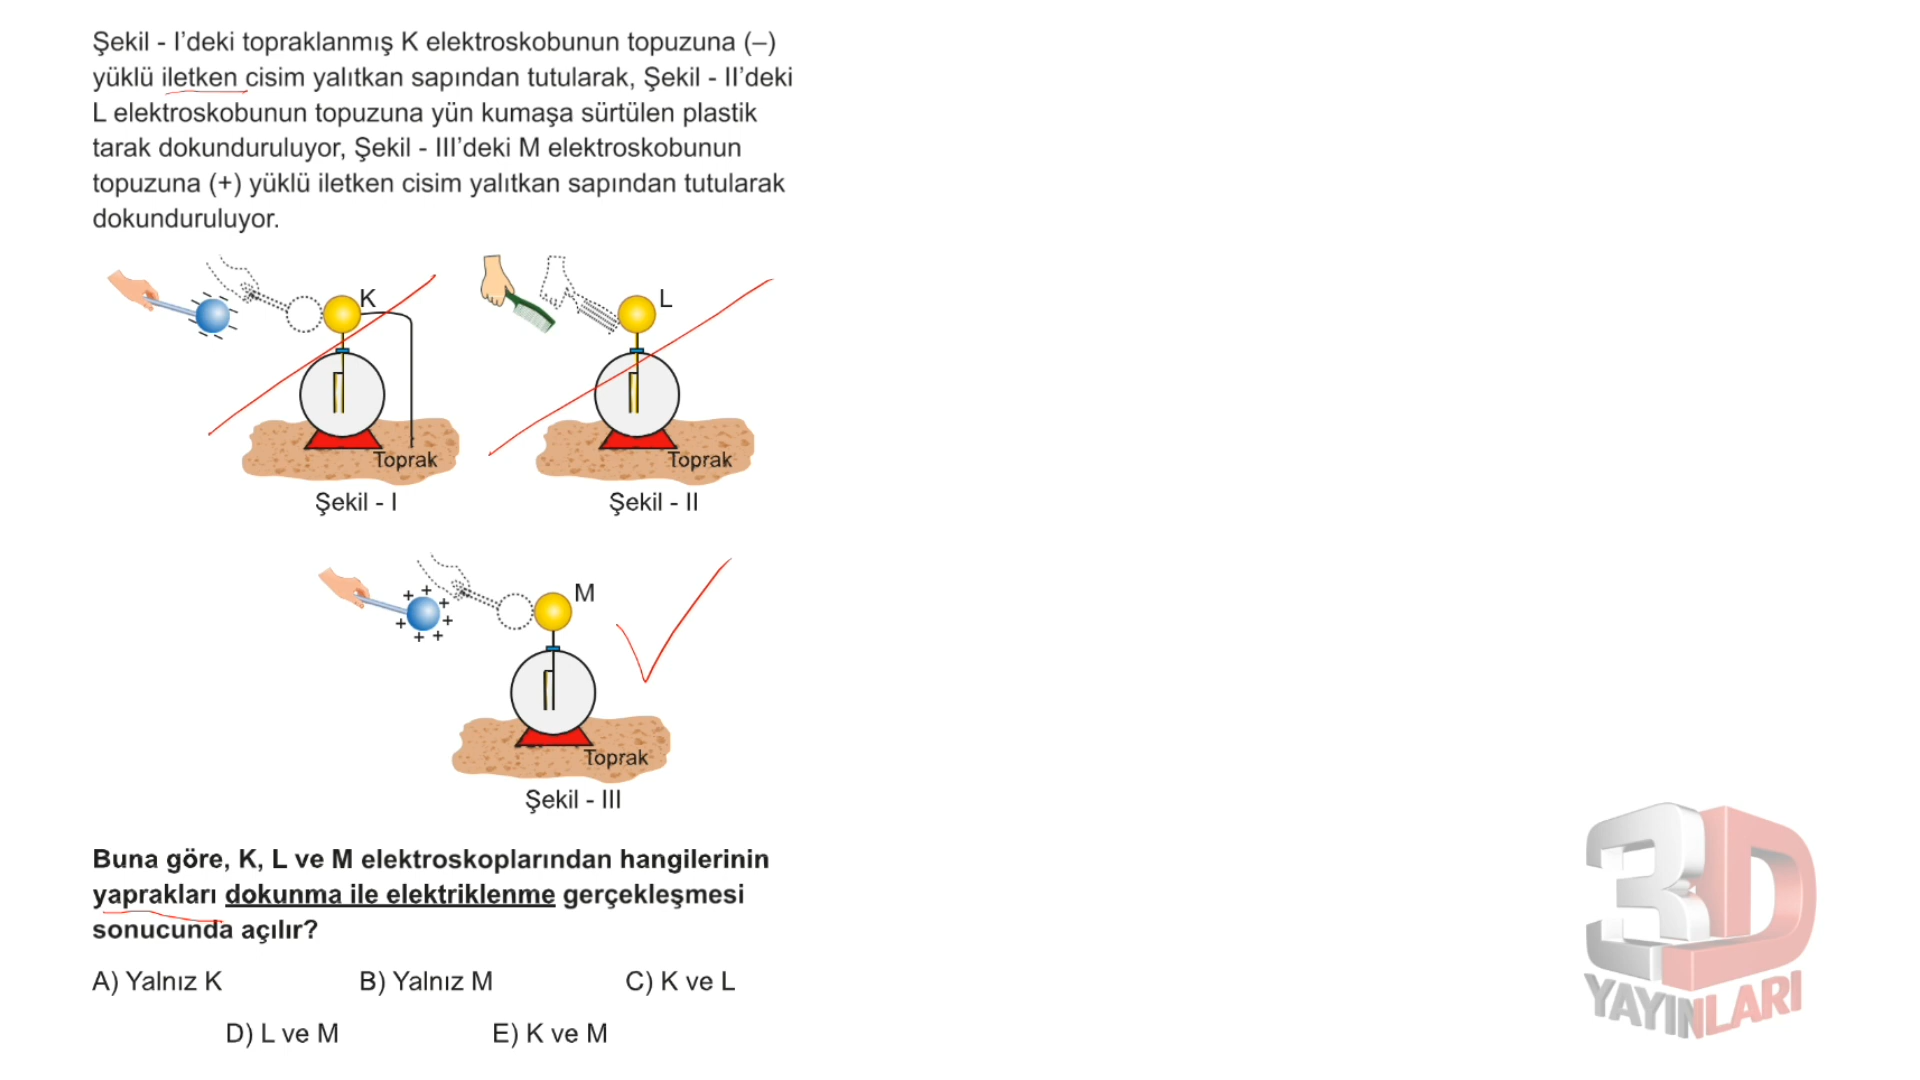 Şekil - I’deki topraklanmış K elektroskobunun topuzuna (–)
yüklü iletken cisim yalıtkan sapından tutularak, Şekil - II’deki
L elektroskobunun topuzuna yün kumaşa sürtülen plastik
tarak dokunduruluyor, Şekil - III’deki M elektroskobunun
topuzuna (+) yüklü iletken cisim yalıtkan sapından tutularak
dokunduruluyor.
K
Toprak
Şekil - I
L
Toprak
Şekil - II
M
Toprak
Şekil - III
Buna göre, K, L ve M elektroskoplarından hangilerinin
yaprakları dokunma ile elektriklenme gerçekleşmesi
sonucunda açılır?
A) Yalnız K B) Yalnız M C) K ve L
D) L ve M E) K ve M
3D
YAYINLARI